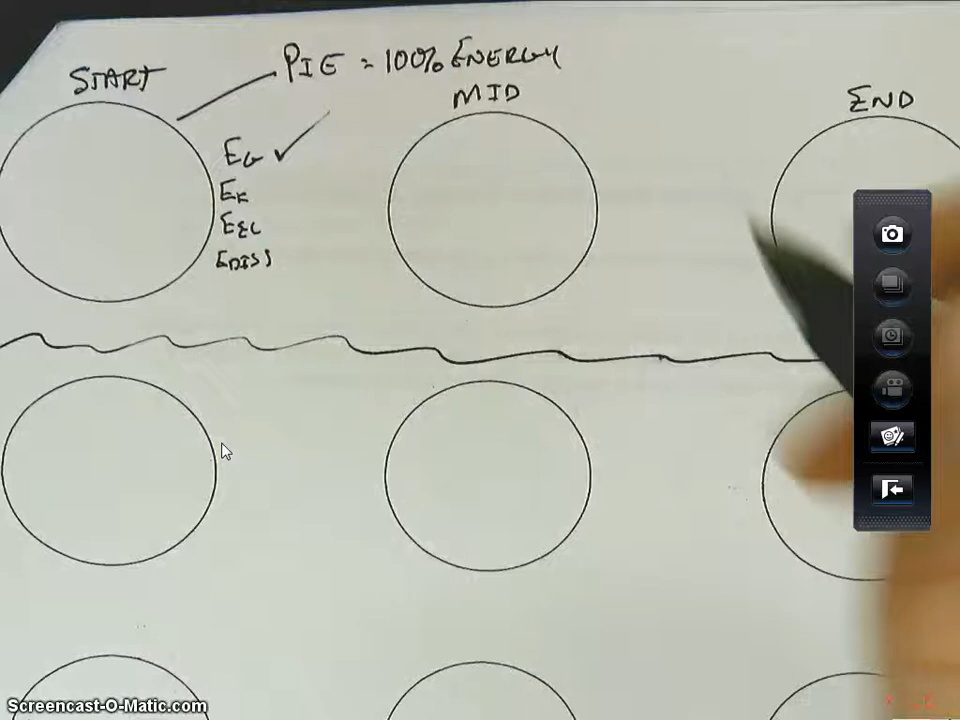 START
PIE = 100% ENERGY
MID
END
EG ✓
EK
EEL
EDISS
Screencast-O-Matic.com